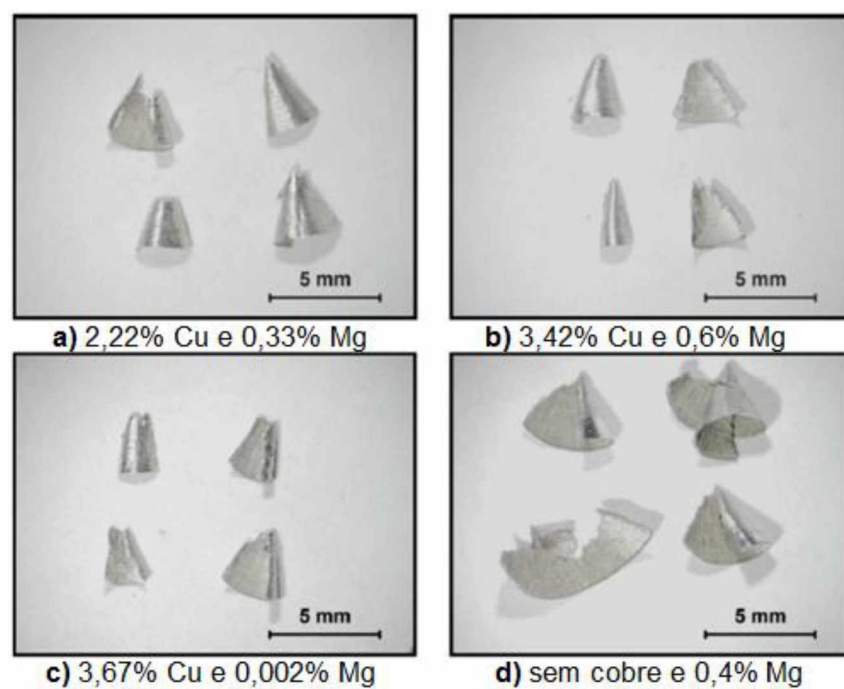 5 mm
5 mm
a) 2,22% Cu e 0,33% Mg
b) 3,42% Cu e 0,6% Mg
5 mm
5 mm
c) 3,67% Cu e 0,002% Mg
d) sem cobre e 0,4% Mg